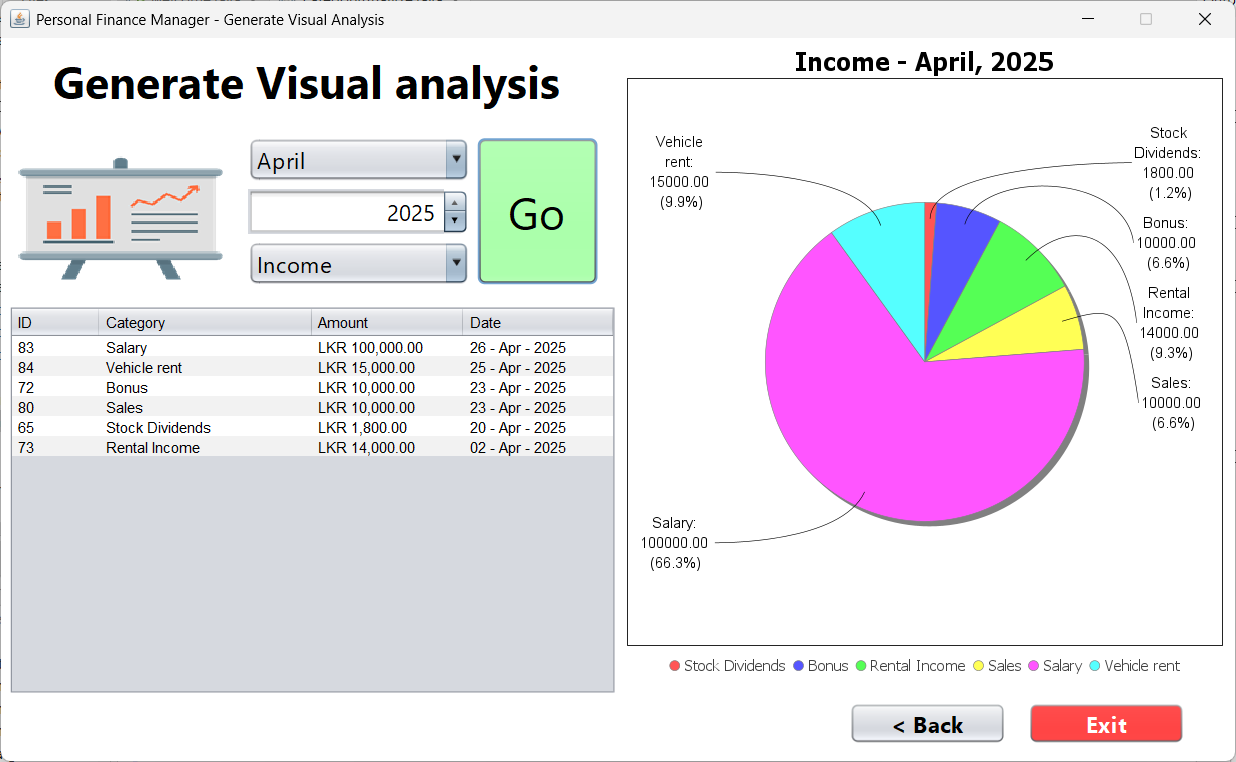 Personal Finance Manager - Generate Visual Analysis
Generate Visual analysis
April
2025
Income
Go
ID Category Amount Date
83 Salary LKR 100,000.00 26 - Apr - 2025
84 Vehicle rent LKR 15,000.00 25 - Apr - 2025
72 Bonus LKR 10,000.00 23 - Apr - 2025
80 Sales LKR 10,000.00 23 - Apr - 2025
65 Stock Dividends LKR 1,800.00 20 - Apr - 2025
73 Rental Income LKR 14,000.00 02 - Apr - 2025
Income - April, 2025
Vehicle
rent:
15000.00
(9.9%)
Stock
Dividends:
1800.00
(1.2%)
Bonus:
10000.00
(6.6%)
Rental
Income:
14000.00
(9.3%)
Sales:
10000.00
(6.6%)
Salary:
100000.00
(66.3%)
Stock Dividends Bonus Rental Income Sales Salary Vehicle rent
< Back
Exit